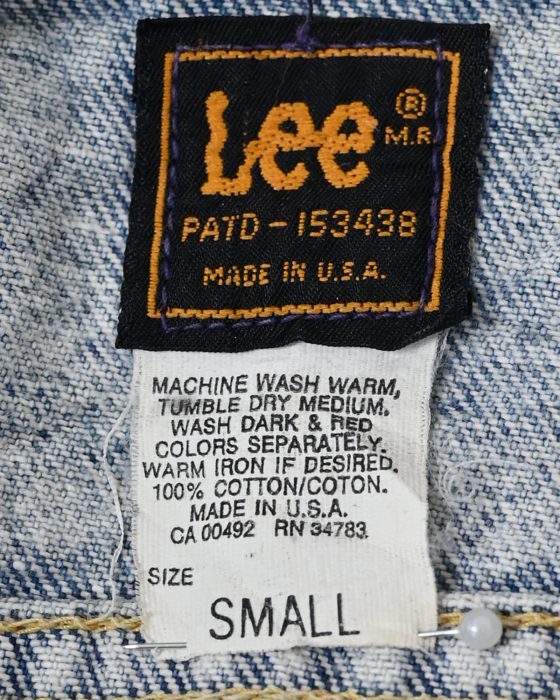 Lee ®
M.R.
PATD-153438
MADE IN U.S.A.
MACHINE WASH WARM,
TUMBLE DRY MEDIUM.
WASH DARK & RED
COLORS SEPARATELY.
WARM IRON IF DESIRED.
100% COTTON/COTON.
MADE IN U.S.A.
CA 00492 RN 34783
SIZE
SMALL